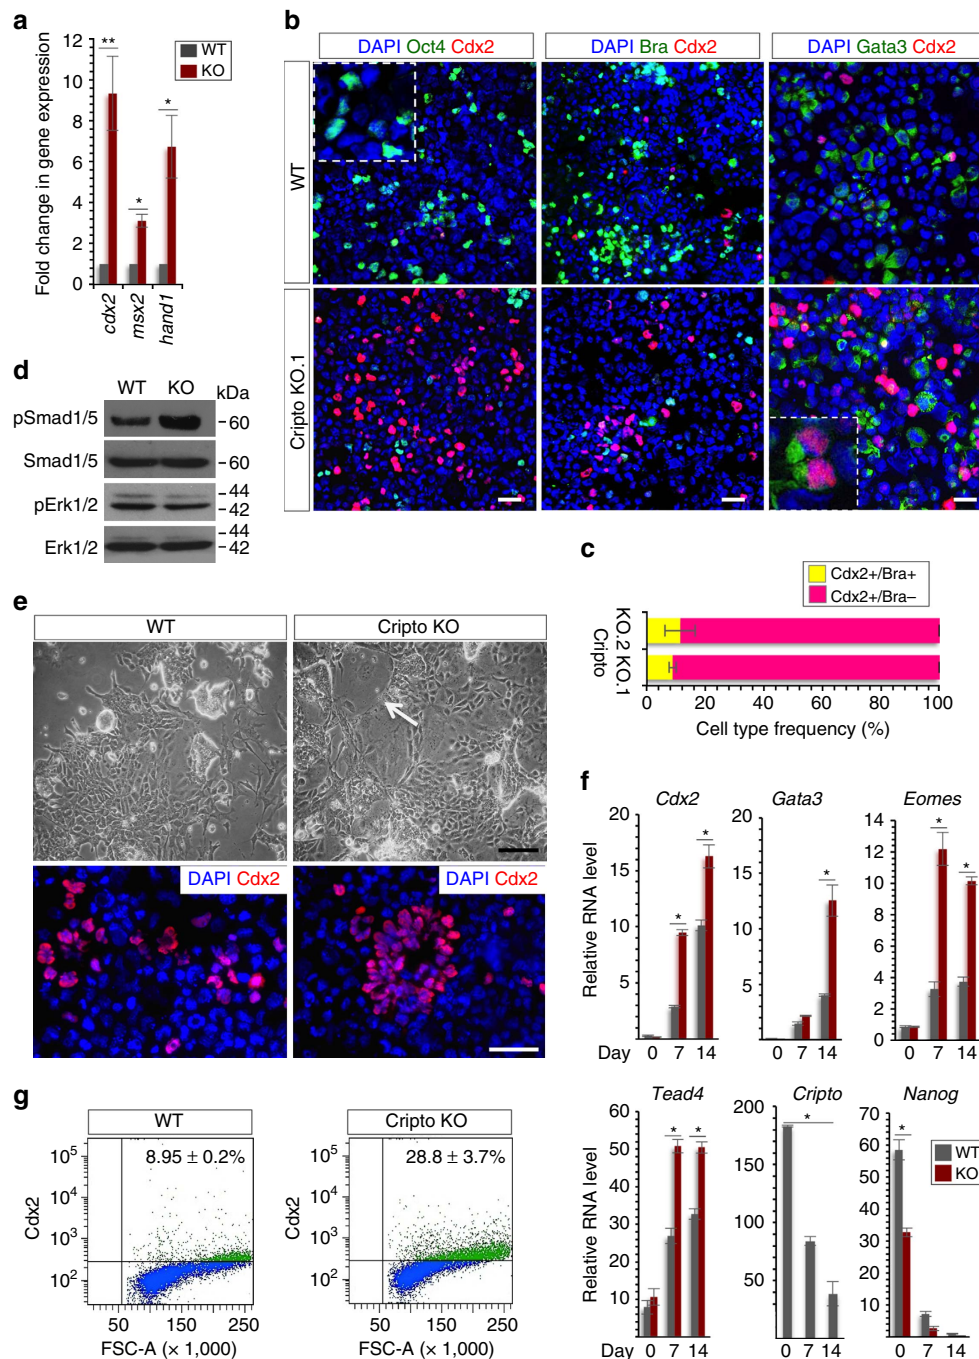 a
12
10
8
6
4
2
0
Fold change in gene expression
**
*
*
WT
KO
cdx2
msx2
hand1
b
DAPI Oct4 Cdx2
DAPI Bra Cdx2
DAPI Gata3 Cdx2
WT
Cripto KO.1
d
WT KO kDa
pSmad1/5 60
Smad1/5 60
pErk1/2 44
42
Erk1/2 44
42
c
Cdx2+/Bra+
Cdx2+/Bra–
Cripto
KO.2 KO.1
0 20 40 60 80 100
Cell type frequency (%)
e
WT
Cripto KO
DAPI Cdx2
DAPI Cdx2
f
Cdx2
Relative RNA level
20
15
10
5
*
*
Day 0 7 14
Gata3
20
15
10
5
*
0 7 14
Eomes
14
12
10
8
6
4
2
0
*
*
0 7 14
Tead4
Relative RNA level
60
50
40
30
20
10
*
*
Day 0 7 14
Cripto
200
150
100
50
*
0 7 14
Nanog
70
60
50
40
30
20
10
*
WT
KO
0 7 14
g
WT
8.95 ± 0.2%
Cdx2
10⁵
10⁴
10³
10²
50 150 250
FSC-A (× 1,000)
Cripto KO
28.8 ± 3.7%
Cdx2
10⁵
10⁴
10³
10²
50 150 250
FSC-A (× 1,000)